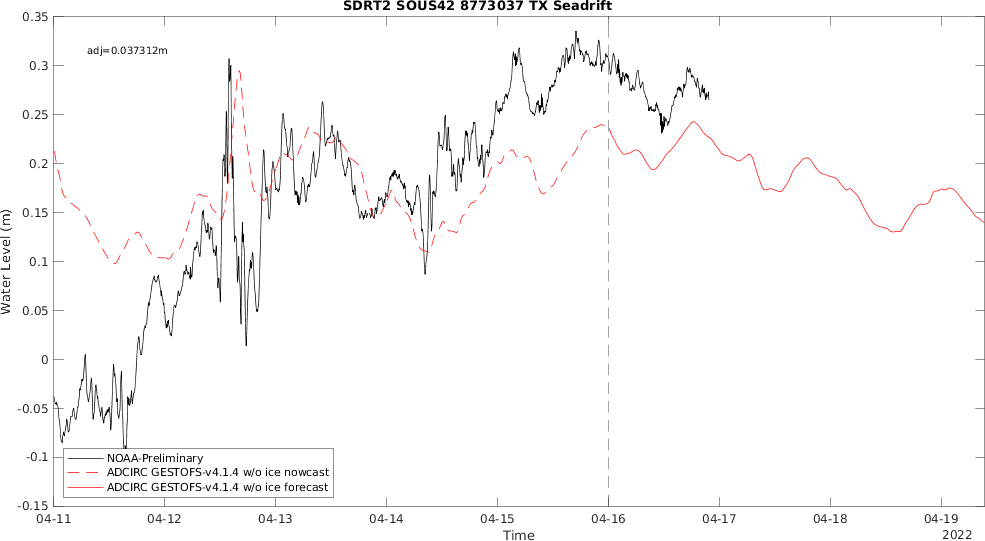 SDRT2 SOUS42 8773037 TX Seadrift
adj=0.037312m
Water Level (m)
0.35
0.3
0.25
0.2
0.15
0.1
0.05
0
-0.05
-0.1
-0.15
NOAA-Preliminary
ADCIRC GESTOFS-v4.1.4 w/o ice nowcast
ADCIRC GESTOFS-v4.1.4 w/o ice forecast
04-11 04-12 04-13 04-14 04-15 04-16 04-17 04-18 04-19
Time
2022